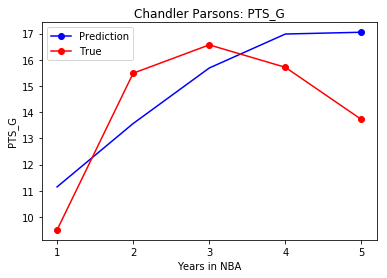 Chandler Parsons: PTS_G
Prediction
True
17
16
15
14
13
12
11
10
PTS_G
1 2 3 4 5
Years in NBA